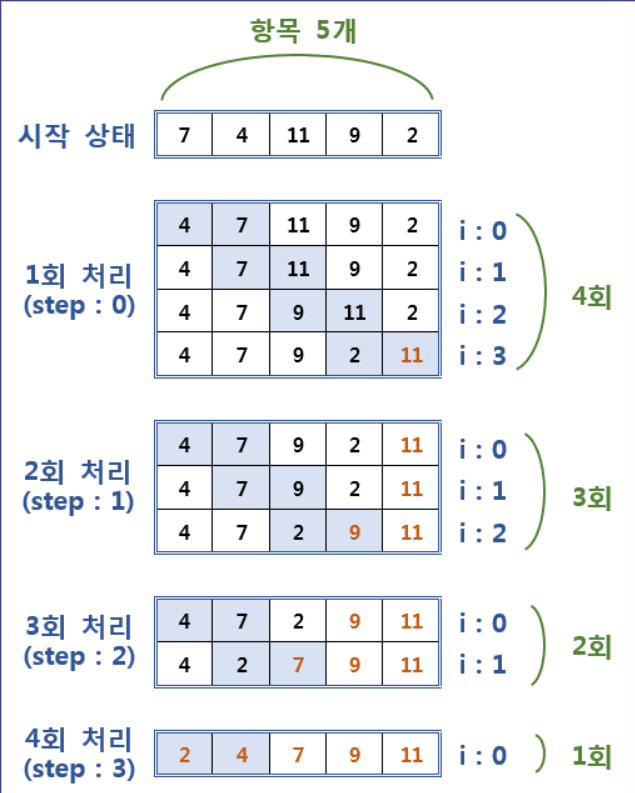 항목 5개
시작 상태 7 4 11 9 2
4 7 11 9 2 i : 0
4 7 11 9 2 i : 1
1회 처리
(step : 0)
4회
4 7 9 11 2 i : 2
4 7 9 2 11 i : 3
4 7 9 2 11 i : 0
2회 처리
(step : 1)
4 7 9 2 11 i : 1
3회
4 7 2 9 11 i : 2
3회 처리
(step : 2)
4 7 2 9 11 i : 0
2회
4 2 7 9 11 i : 1
4회 처리
(step : 3)
2 4 7 9 11 i : 0 1회